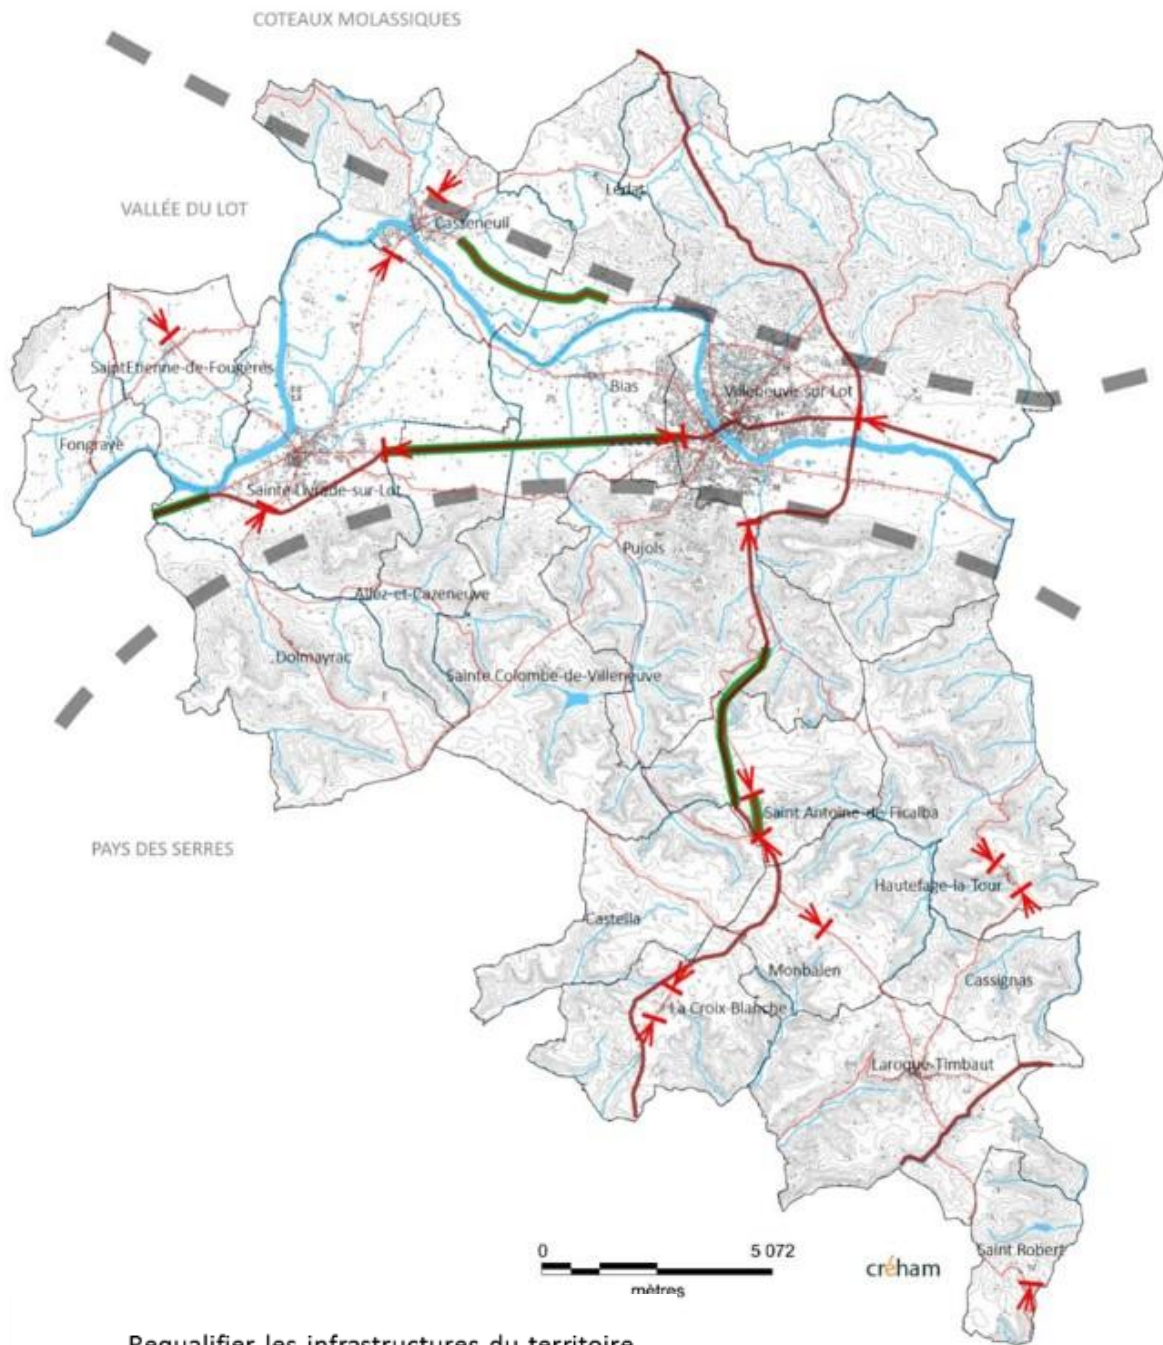 COTEAUX MOLASSIQUES
Lédat
VALLÉE DU LOT
Casseneuil
SaintEtienne-de-Fougères
Bias
Villeneuve-sur-Lot
Fongrave
Sainte-Livrade-sur-Lot
Pujols
Allez-et-Cazeneuve
Dolmayrac
Sainte Colombe-de-Villeneuve
Saint Antoine-de-Ficalba
PAYS DES SERRES
Hautefage-la-Tour
Castella
Monbalen
Cassignas
La Croix-Blanche
Laroque-Timbaut
Saint Robert
0 5 072
mètres
créham
Requalifier les infrastructures du territoire